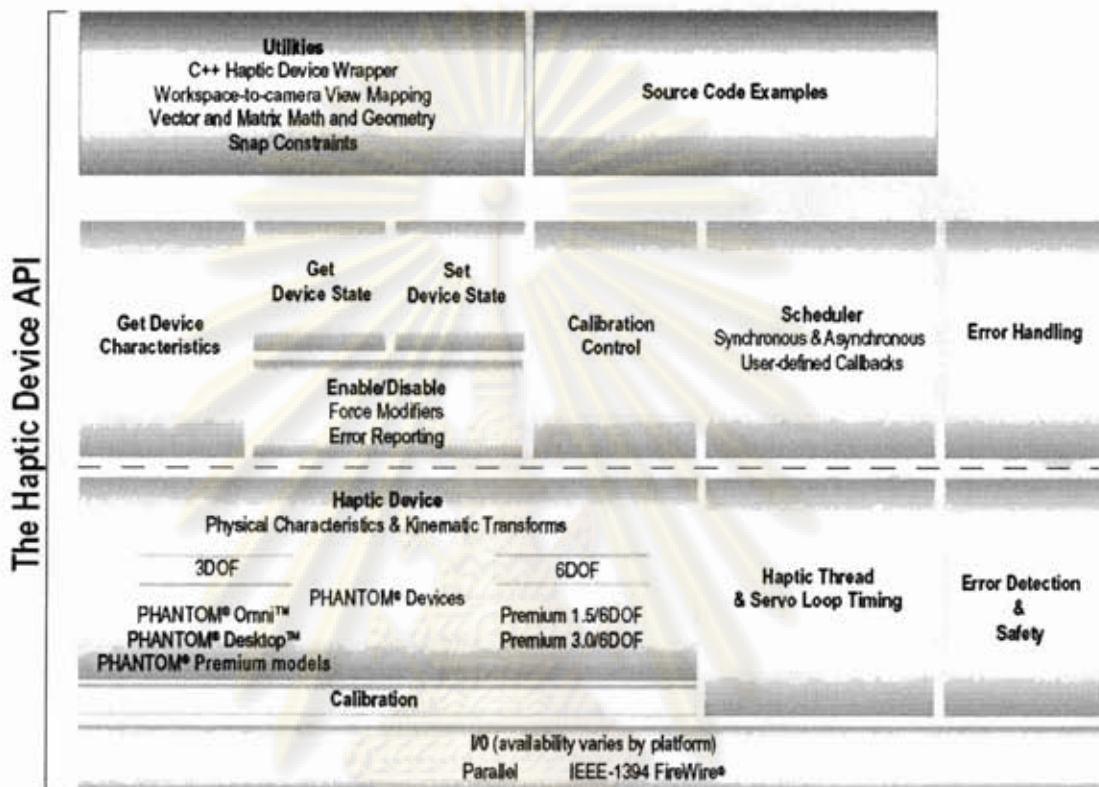 The Haptic Device API
Utilities
C++ Haptic Device Wrapper
Workspace-to-camera View Mapping
Vector and Matrix Math and Geometry
Snap Constraints
Source Code Examples
Get Device
Characteristics
Get
Device State
Set
Device State
Enable/Disable
Force Modifiers
Error Reporting
Calibration
Control
Scheduler
Synchronous & Asynchronous
User-defined Callbacks
Error Handling
Haptic Device
Physical Characteristics & Kinematic Transforms
3DOF
PHANTOM® Devices
6DOF
PHANTOM® Omni™
PHANTOM® Desktop™
PHANTOM® Premium models
Premium 1.5/6DOF
Premium 3.0/6DOF
Calibration
Haptic Thread
& Servo Loop Timing
Error Detection
&
Safety
I/0 (availability varies by platform)
Parallel IEEE-1394 FireWire®